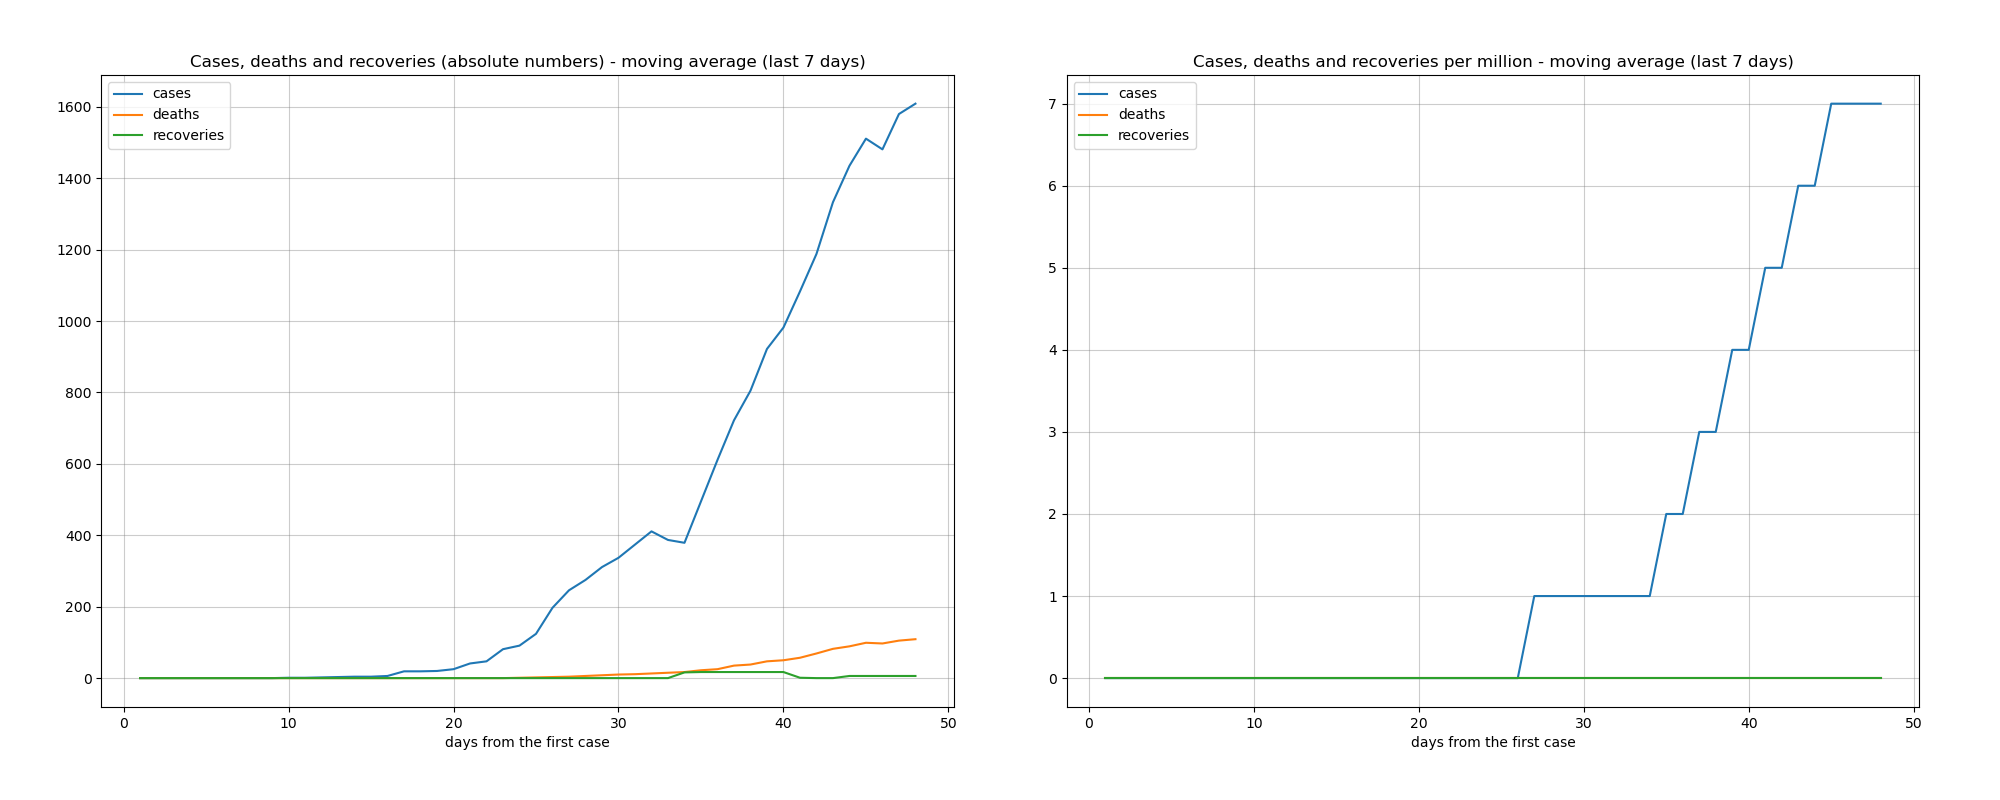 Cases, deaths and recoveries (absolute numbers) - moving average (last 7 days)
cases
deaths
recoveries
1600
1400
1200
1000
800
600
400
200
0
0 10 20 30 40 50
days from the first case
Cases, deaths and recoveries per million - moving average (last 7 days)
cases
deaths
recoveries
7
6
5
4
3
2
1
0
0 10 20 30 40 50
days from the first case